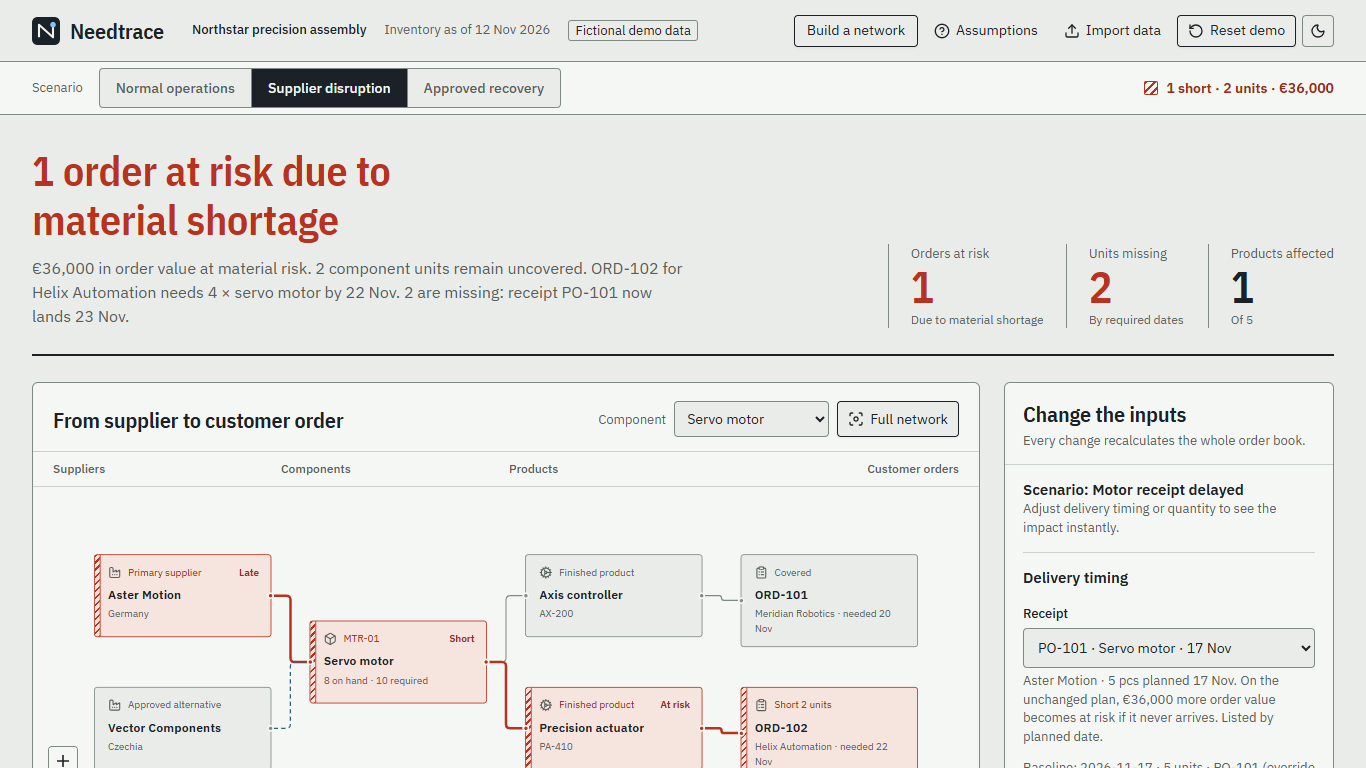 Needtrace
Northstar precision assembly
Inventory as of 12 Nov 2026
Fictional demo data
Build a network
Assumptions
Import data
Reset demo
Scenario
Normal operations
Supplier disruption
Approved recovery
1 short · 2 units · €36,000
1 order at risk due to
material shortage
€36,000 in order value at material risk. 2 component units remain uncovered. ORD-102 for
Helix Automation needs 4 × servo motor by 22 Nov. 2 are missing: receipt PO-101 now
lands 23 Nov.
Orders at risk
1
Due to material shortage
Units missing
2
By required dates
Products affected
1
Of 5
From supplier to customer order
Component
Servo motor
Full network
Suppliers
Components
Products
Customer orders
Primary supplier
Late
Aster Motion
Germany
MTR-01
Short
Servo motor
8 on hand · 10 required
Approved alternative
Vector Components
Czechia
Finished product
Axis controller
AX-200
Finished product
At risk
Precision actuator
PA-410
Covered
ORD-101
Meridian Robotics · needed 20
Nov
Short 2 units
ORD-102
Helix Automation · needed 22
Nov
+
Change the inputs
Every change recalculates the whole order book.
Scenario: Motor receipt delayed
Adjust delivery timing or quantity to see the
impact instantly.
Delivery timing
Receipt
PO-101 · Servo motor · 17 Nov
Aster Motion · 5 pcs planned 17 Nov. On the
unchanged plan, €36,000 more order value
becomes at risk if it never arrives. Listed by
planned date.
Baseline: 2026-11-17 · 5 units · PO-101 (override